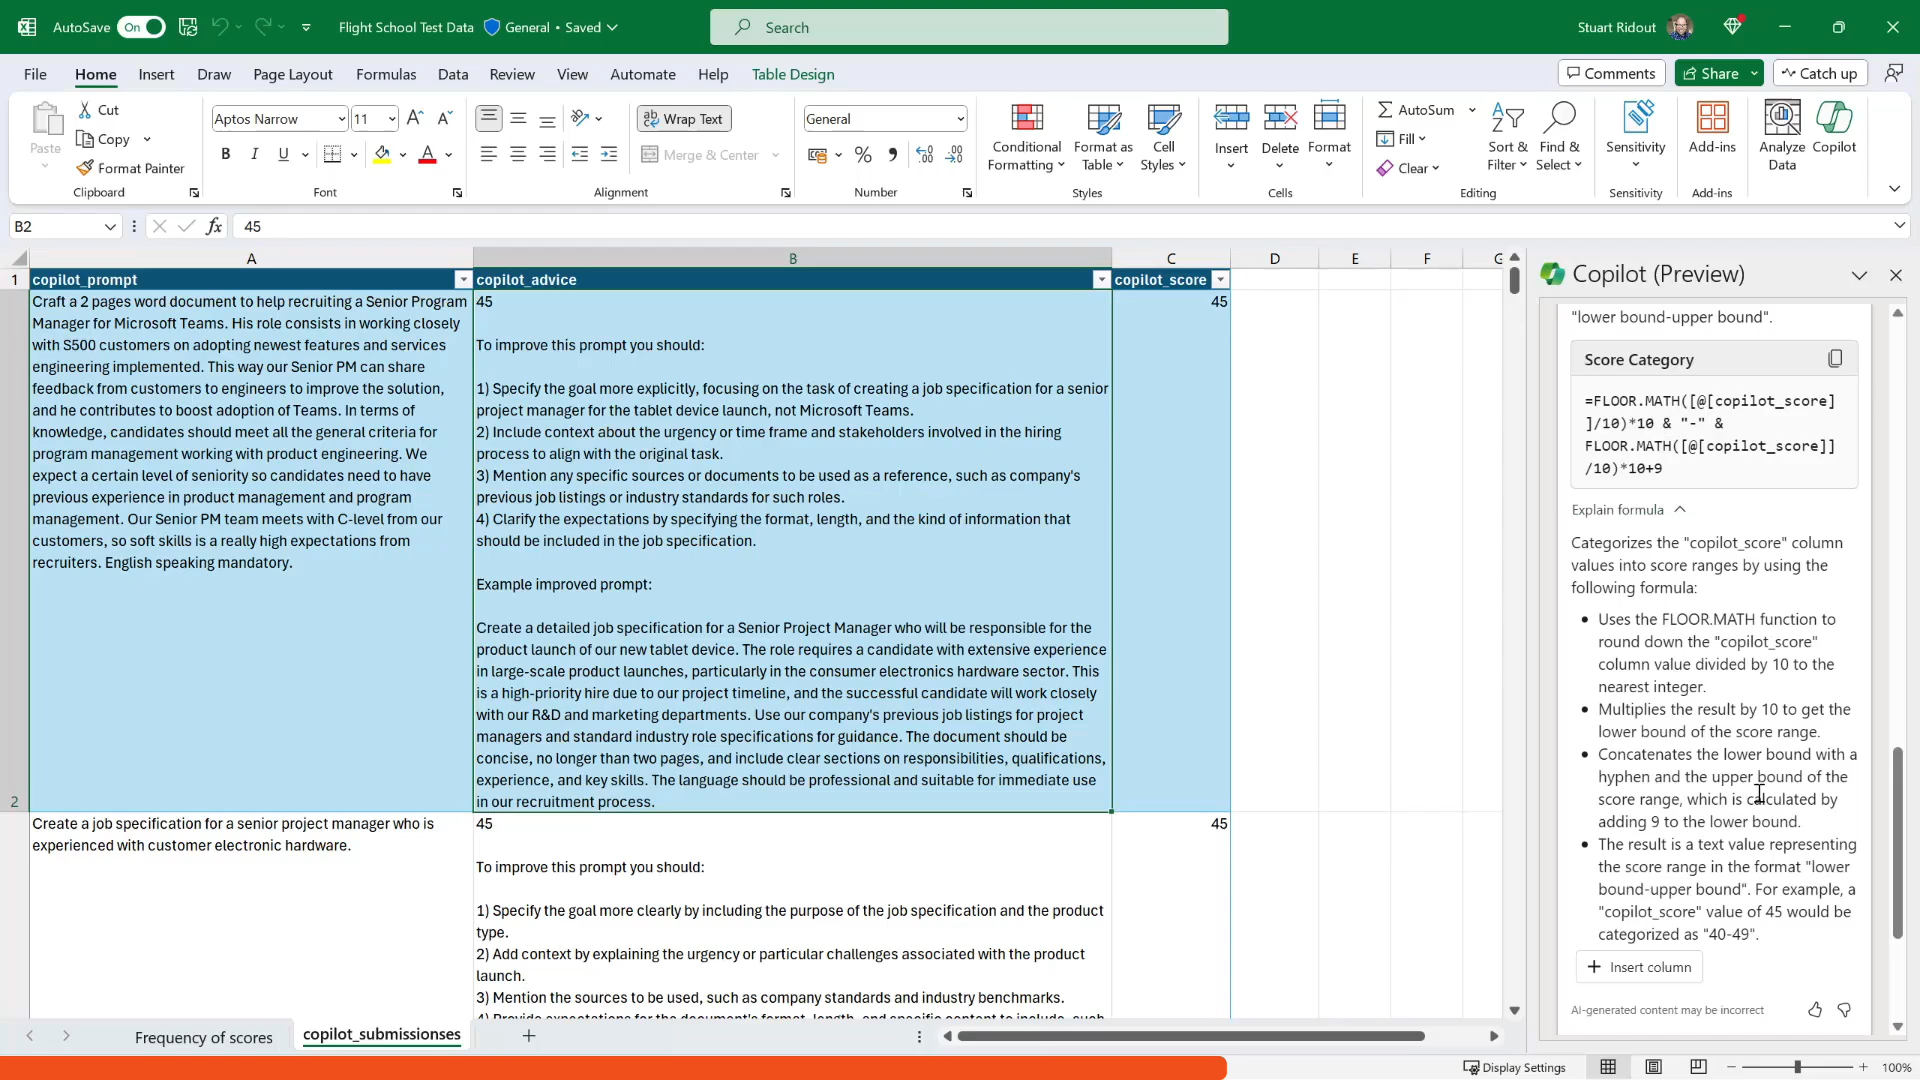 AutoSave
On
Flight School Test Data
General • Saved
Search
Stuart Ridout
File
Home
Insert
Draw
Page Layout
Formulas
Data
Review
View
Automate
Help
Table Design
Comments
Share
Catch up
Paste
Cut
Copy
Format Painter
Clipboard
Aptos Narrow
11
B I U
Font
Wrap Text
Merge & Center
Alignment
General
Number
Conditional
Formatting
Format as
Table
Cell
Styles
Styles
Insert
Delete
Format
Cells
AutoSum
Fill
Clear
Sort &
Filter
Find &
Select
Editing
Sensitivity
Sensitivity
Add-ins
Add-ins
Analyze
Data
Copilot
B2
fx
45
A
B
C
D
E
F
1
copilot_prompt
copilot_advice
copilot_score
2
Craft a 2 pages word document to help recruiting a Senior Program
Manager for Microsoft Teams. His role consists in working closely
with S500 customers on adopting newest features and services
engineering implemented. This way our Senior PM can share
feedback from customers to engineers to improve the solution,
and he contributes to boost adoption of Teams. In terms of
knowledge, candidates should meet all the general criteria for
program management working with product engineering. We
expect a certain level of seniority so candidates need to have
previous experience in product management and program
management. Our Senior PM team meets with C-level from our
customers, so soft skills is a really high expectations from
recruiters. English speaking mandatory.
45
To improve this prompt you should:
1) Specify the goal more explicitly, focusing on the task of creating a job specification for a senior
project manager for the tablet device launch, not Microsoft Teams.
2) Include context about the urgency or time frame and stakeholders involved in the hiring
process to align with the original task.
3) Mention any specific sources or documents to be used as a reference, such as company's
previous job listings or industry standards for such roles.
4) Clarify the expectations by specifying the format, length, and the kind of information that
should be included in the job specification.
Example improved prompt:
Create a detailed job specification for a Senior Project Manager who will be responsible for the
product launch of our new tablet device. The role requires a candidate with extensive experience
in large-scale product launches, particularly in the consumer electronics hardware sector. This
is a high-priority hire due to our project timeline, and the successful candidate will work closely
with our R&D and marketing departments. Use our company's previous job listings for project
managers and standard industry role specifications for guidance. The document should be
concise, no longer than two pages, and include clear sections on responsibilities, qualifications,
experience, and key skills. The language should be professional and suitable for immediate use
in our recruitment process.
45
Create a job specification for a senior project manager who is
experienced with customer electronic hardware.
45
To improve this prompt you should:
1) Specify the goal more clearly by including the purpose of the job specification and the product
type.
2) Add context by explaining the urgency or particular challenges associated with the product
launch.
3) Mention the sources to be used, such as company standards and industry benchmarks.
4) Provide expectations for the document's format, length, and specific content to include, such
45
Copilot (Preview)
"lower bound-upper bound".
Score Category
=FLOOR.MATH([@[copilot_score]
]/10)*10 & "-" &
FLOOR.MATH([@[copilot_score]]
/10)*10+9
Explain formula
Categorizes the "copilot_score" column
values into score ranges by using the
following formula:
• Uses the FLOOR.MATH function to
round down the "copilot_score"
column value divided by 10 to the
nearest integer.
• Multiplies the result by 10 to get the
lower bound of the score range.
• Concatenates the lower bound with a
hyphen and the upper bound of the
score range, which is calculated by
adding 9 to the lower bound.
• The result is a text value representing
the score range in the format "lower
bound-upper bound". For example, a
"copilot_score" value of 45 would be
categorized as "40-49".
+ Insert column
AI-generated content may be incorrect
Frequency of scores
copilot_submissionses
Display Settings
100%